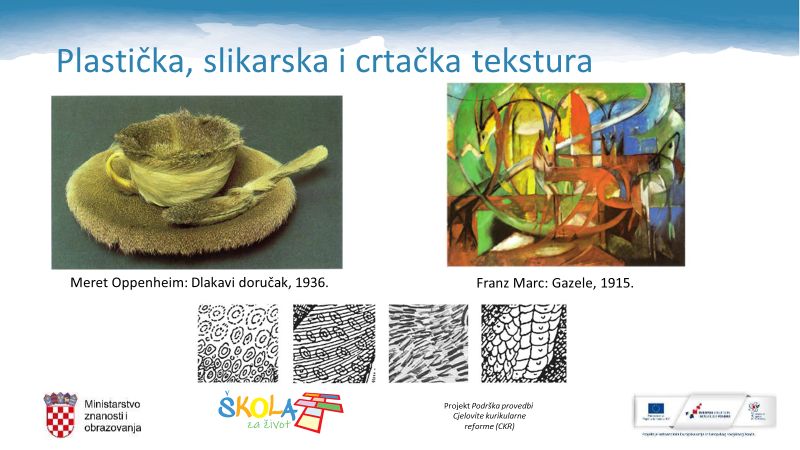 Plastička, slikarska i crtačka tekstura
Meret Oppenheim: Dlakavi doručak, 1936.
Franz Marc: Gazele, 1915.
Ministarstvo
znanosti i
obrazovanja
ŠKOLA
za život
Projekt Podrška provedbi
Cjelovite kurikularne
reforme (CKR)